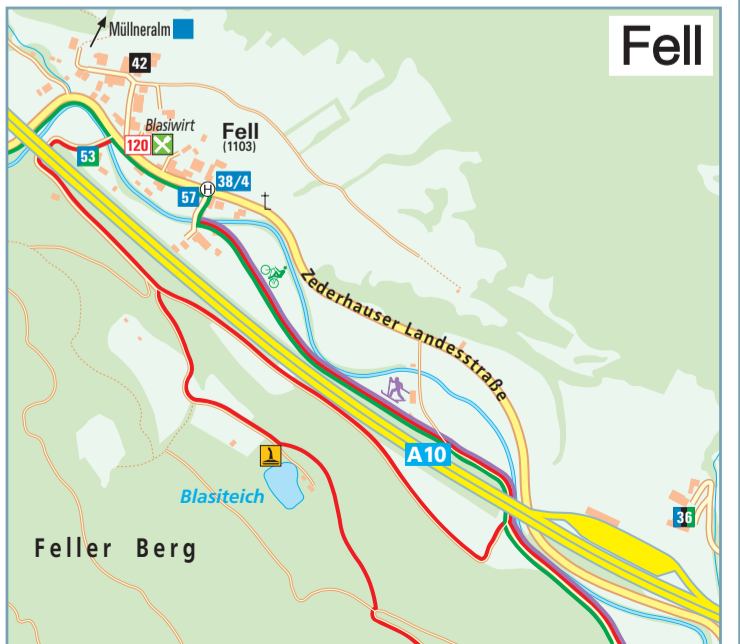 Müllneralm
Fell
42
Blasiwirt
120
Fell
(1103)
53
H
38/4
57
Zederhauser Landesstraße
A10
Blasiteich
36
Feller Berg